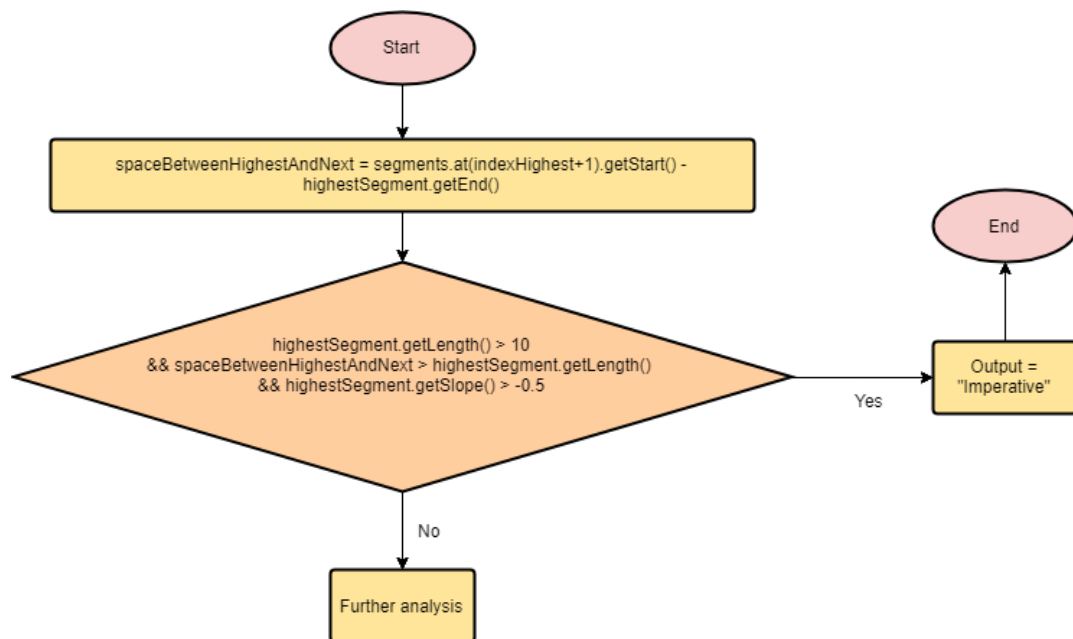 Start
spaceBetweenHighestAndNext = segments.at(indexHighest+1).getStart() -
highestSegment.getEnd()
End
highestSegment.getLength() > 10
&& spaceBetweenHighestAndNext > highestSegment.getLength()
&& highestSegment.getSlope() > -0.5
Output =
"Imperative"
Yes
No
Further analysis